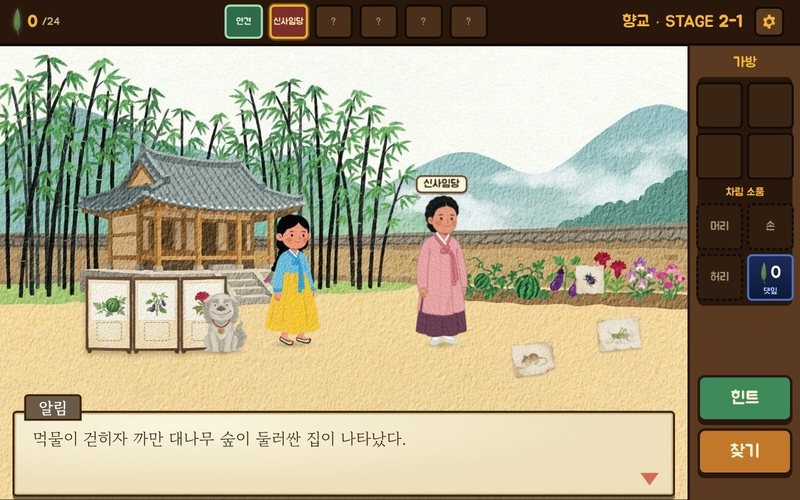 0 /24
안견
신사임당
?
?
?
?
향교 · STAGE 2-1
가방
신사임당
차림 소품
머리
손
허리
0
댓잎
힌트
찾기
알림
먹물이 걷히자 까만 대나무 숲이 둘러싼 집이 나타났다.